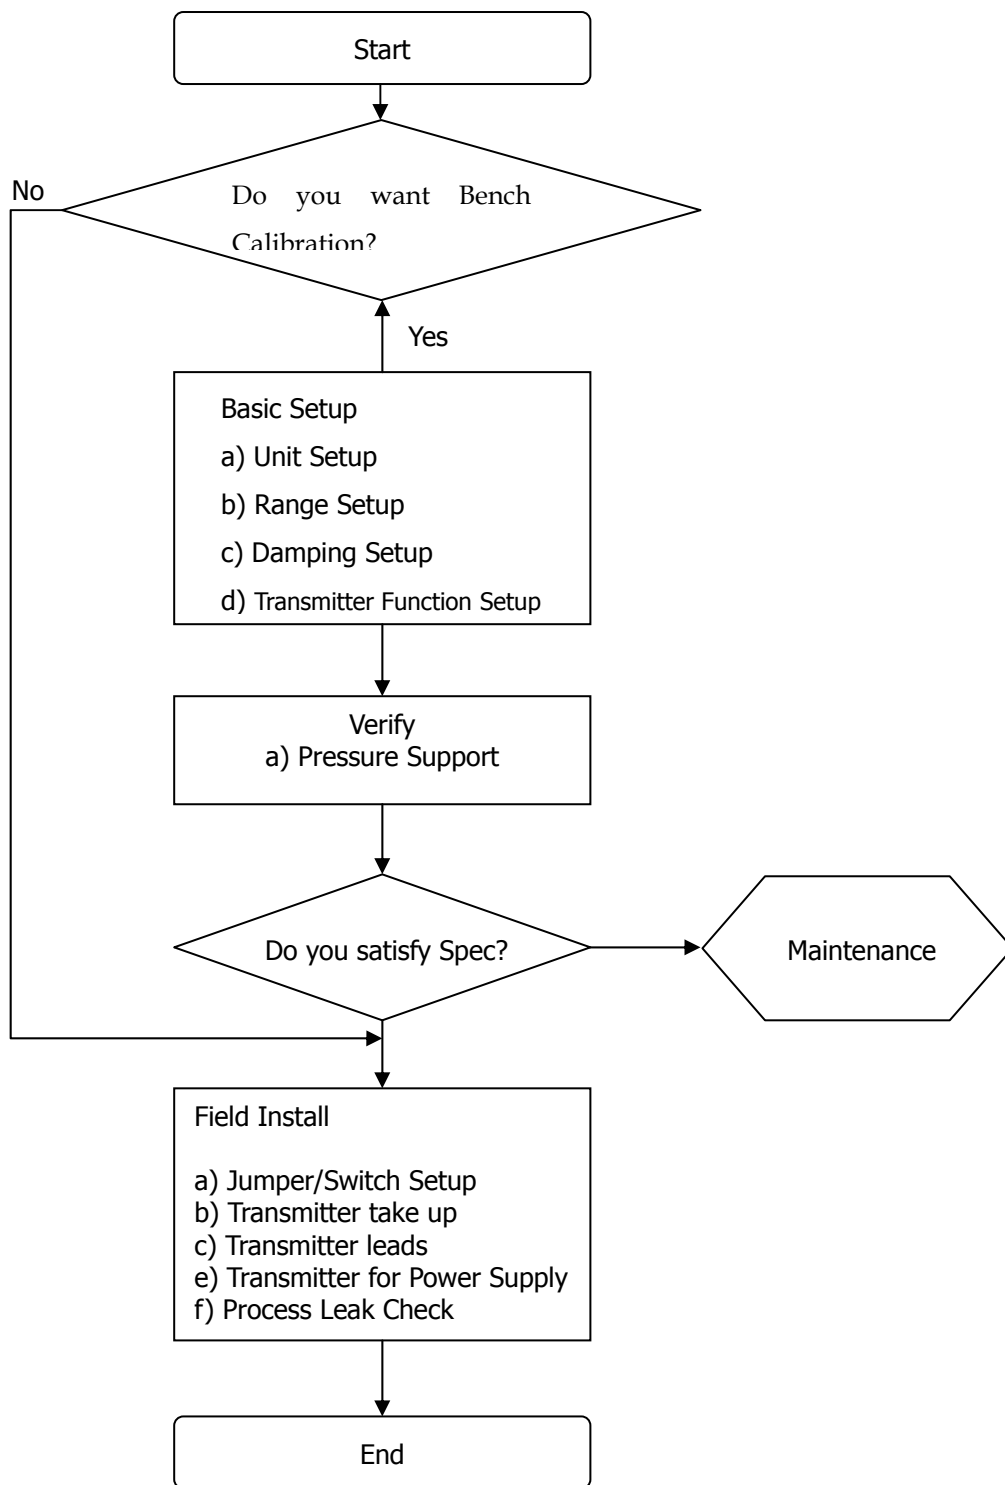 Start
No
Do you want Bench
Calibration?
Yes
Basic Setup
a) Unit Setup
b) Range Setup
c) Damping Setup
d) Transmitter Function Setup
Verify
a) Pressure Support
Do you satisfy Spec?
Maintenance
Field Install
a) Jumper/Switch Setup
b) Transmitter take up
c) Transmitter leads
e) Transmitter for Power Supply
f) Process Leak Check
End